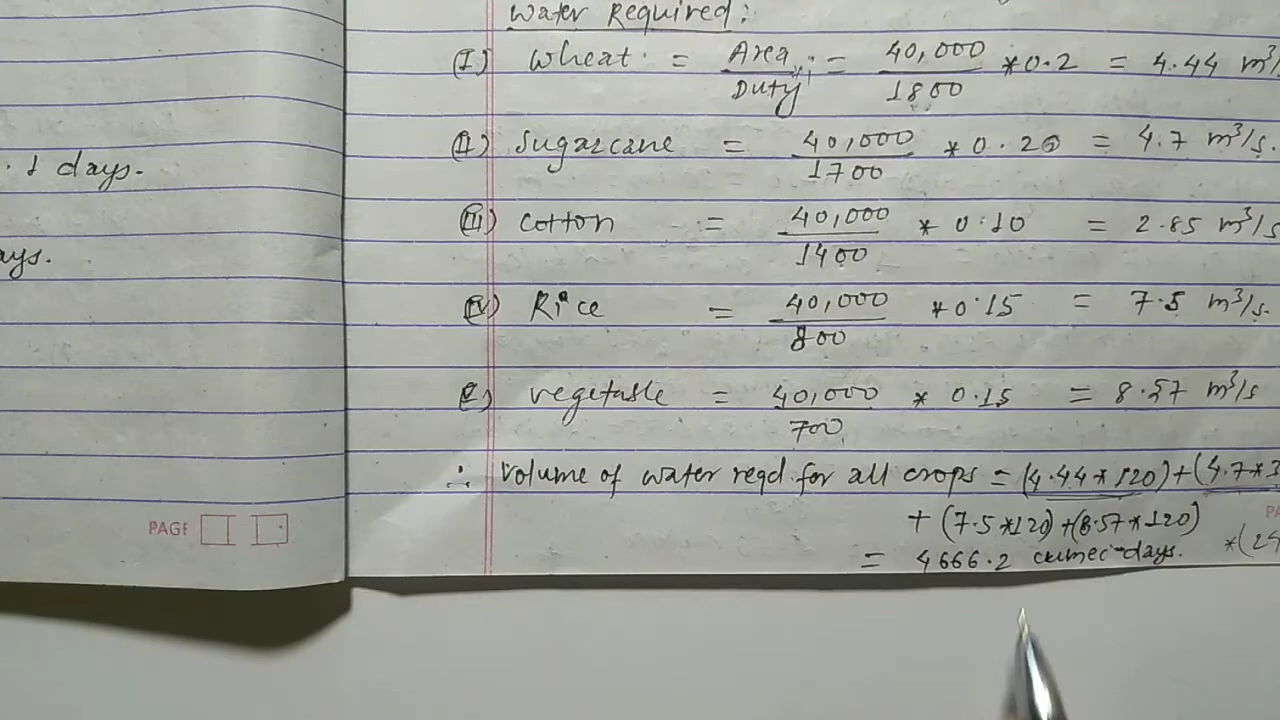 Water Required:
. 1 days.
ays.
(I) Wheat = Area / Duty = 40,000 / 1800 *0.2 = 4.44 m³/
(II) Sugarcane = 40,000 / 1700 *0.20 = 4.7 m³/s.
(III) Cotton = 40,000 / 1400 * 0.10 = 2.85 m³/s
(IV) Rice = 40,000 / 800 *0.15 = 7.5 m³/s.
vegetable = 40,000 / 700 * 0.15 = 8.57 m³/s
∴ Volume of water reqd. for all crops = (4.44*120)+(4.7*3
+ (7.5*120)+(8.57*120)
= 4666.2 cumec-days. *(24
PAGE
PA